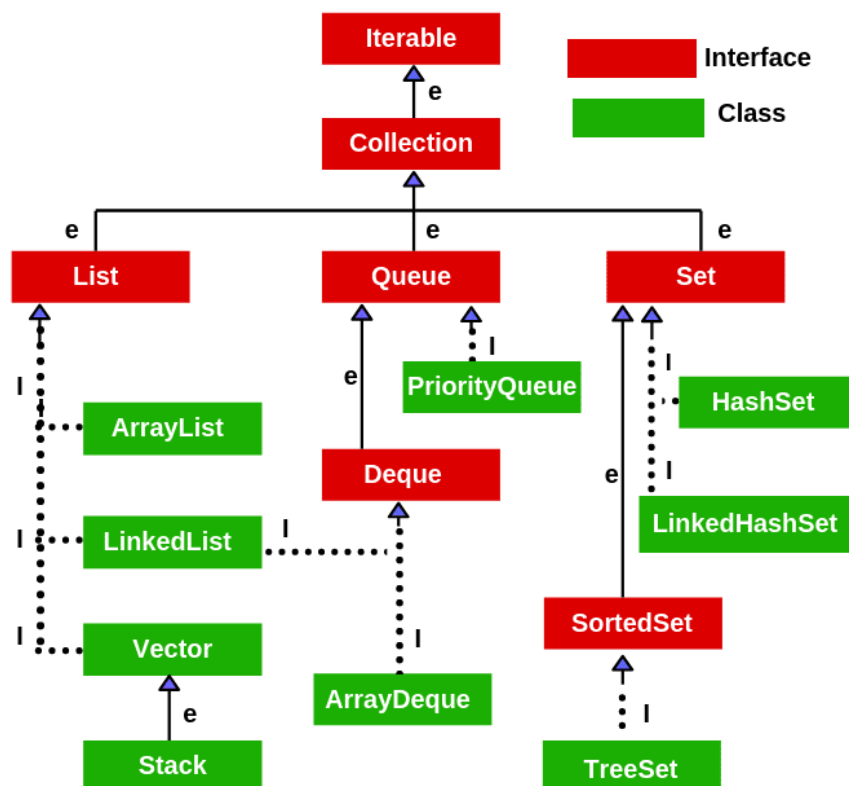 Iterable
Interface
e
Class
Collection
e
e
e
List
Queue
Set
I
e
I
PriorityQueue
I
HashSet
ArrayList
Deque
e
I
LinkedHashSet
I
LinkedList
I
SortedSet
I
Vector
I
ArrayDeque
e
I
Stack
TreeSet